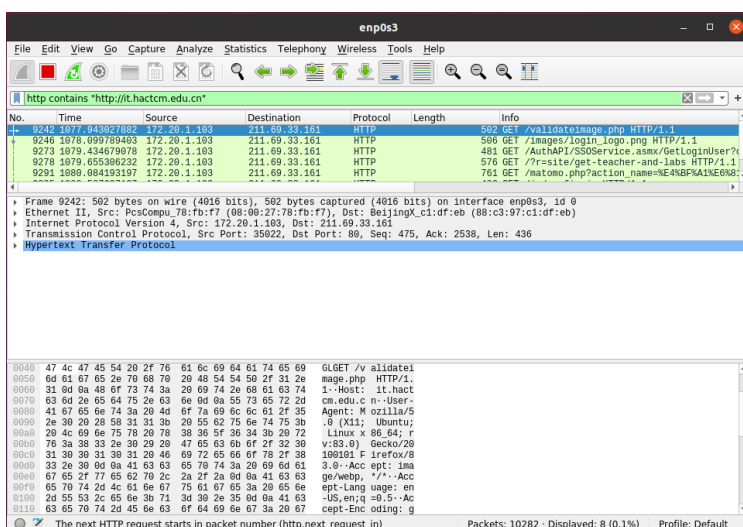 enp0s3
File Edit View Go Capture Analyze Statistics Telephony Wireless Tools Help
http contains "http://it.hactcm.edu.cn"
No. Time Source Destination Protocol Length Info
9242 1077.943027882 172.20.1.103 211.69.33.161 HTTP 502 GET /validateimage.php HTTP/1.1
9246 1078.099789403 172.20.1.103 211.69.33.161 HTTP 506 GET /images/login_logo.png HTTP/1.1
9273 1079.434679078 172.20.1.103 211.69.33.161 HTTP 481 GET /AuthAPI/SSOService.asmx/GetLoginUser?
9278 1079.655306232 172.20.1.103 211.69.33.161 HTTP 576 GET /?r=site/get-teacher-and-labs HTTP/1.1
9291 1080.084193197 172.20.1.103 211.69.33.161 HTTP 761 GET /matomo.php?action_name=%E4%BF%A1%E6%81
Frame 9242: 502 bytes on wire (4016 bits), 502 bytes captured (4016 bits) on interface enp0s3, id 0
Ethernet II, Src: PcsCompu_78:fb:f7 (08:00:27:78:fb:f7), Dst: BeijingX_c1:df:eb (88:c3:97:c1:df:eb)
Internet Protocol Version 4, Src: 172.20.1.103, Dst: 211.69.33.161
Transmission Control Protocol, Src Port: 35022, Dst Port: 80, Seq: 475, Ack: 2538, Len: 436
Hypertext Transfer Protocol
0040 47 4c 47 45 54 20 2f 76 61 6c 69 64 61 74 65 69 GLGET /v alidatei
0050 6d 61 67 65 2e 70 68 70 20 48 54 54 50 2f 31 2e mage.php HTTP/1.
0060 31 0d 0a 48 6f 73 74 3a 20 69 74 2e 68 61 63 74 1··Host: it.hact
0070 63 6d 2e 65 64 75 2e 63 6e 0d 0a 55 73 65 72 2d cm.edu.c n··User-
0080 41 67 65 6e 74 3a 20 4d 6f 7a 69 6c 6c 61 2f 35 Agent: M ozilla/5
0090 2e 30 20 28 58 31 31 3b 20 55 62 75 6e 74 75 3b .0 (X11; Ubuntu;
00a0 20 4c 69 6e 75 78 20 78 38 36 5f 36 34 3b 20 72 Linux x 86_64; r
00b0 76 3a 38 33 2e 30 29 20 47 65 63 6b 6f 2f 32 30 v:83.0) Gecko/20
00c0 31 30 30 31 30 31 20 46 69 72 65 66 6f 78 2f 38 100101 F irefox/8
00d0 33 2e 30 0d 0a 41 63 63 65 70 74 3a 20 69 6d 61 3.0··Acc ept: ima
00e0 67 65 2f 77 65 62 70 2c 2a 2f 2a 0d 0a 41 63 63 ge/webp, */*··Acc
00f0 65 70 74 2d 4c 61 6e 67 75 61 67 65 3a 20 65 6e ept-Lang uage: en
0100 2d 55 53 2c 65 6e 3b 71 3d 30 2e 35 0d 0a 41 63 -US,en;q =0.5··Ac
0110 63 65 70 74 2d 45 6e 63 6f 64 69 6e 67 3a 20 67 cept-Enc oding: g
The next HTTP request starts in packet number (http.next_request_in) Packets: 10282 · Displayed: 8 (0.1%) Profile: Default